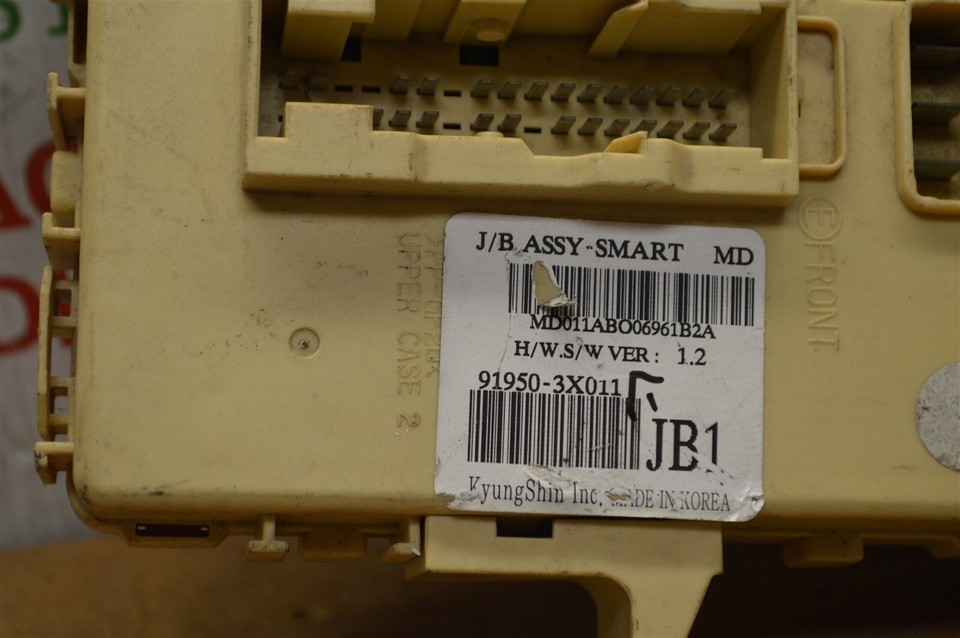 J/B ASSY-SMART MD
MD011ABO06961B2A
H/W.S/W VER : 1.2
91950-3X011
JB1
KyungShin Inc. MADE IN KOREA
UPPER CASE 2
FRONT